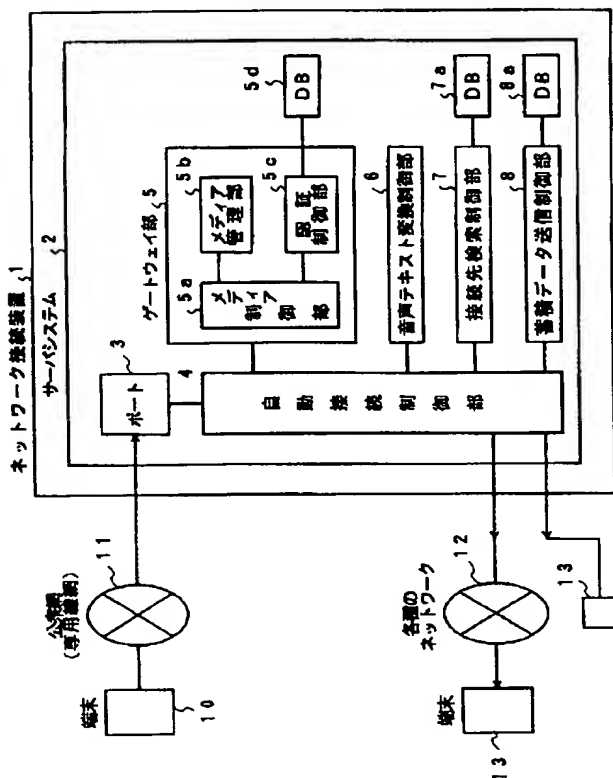 ネットワーク接続装置 1
サーバシステム 2
ゲートウェイ部 5
3
ポート
4
自動接続制御部
5a
メディア制御部
5b
メディア管理部
5c
認証制御部
5d
DB
音声テキスト変換制御部
6
接続先検索制御部
7
7a
DB
蓄積データ送信制御部
8
8a
DB
公衆網
(専用線網)
11
端末
10
各種の
ネットワーク
12
端末
13
13